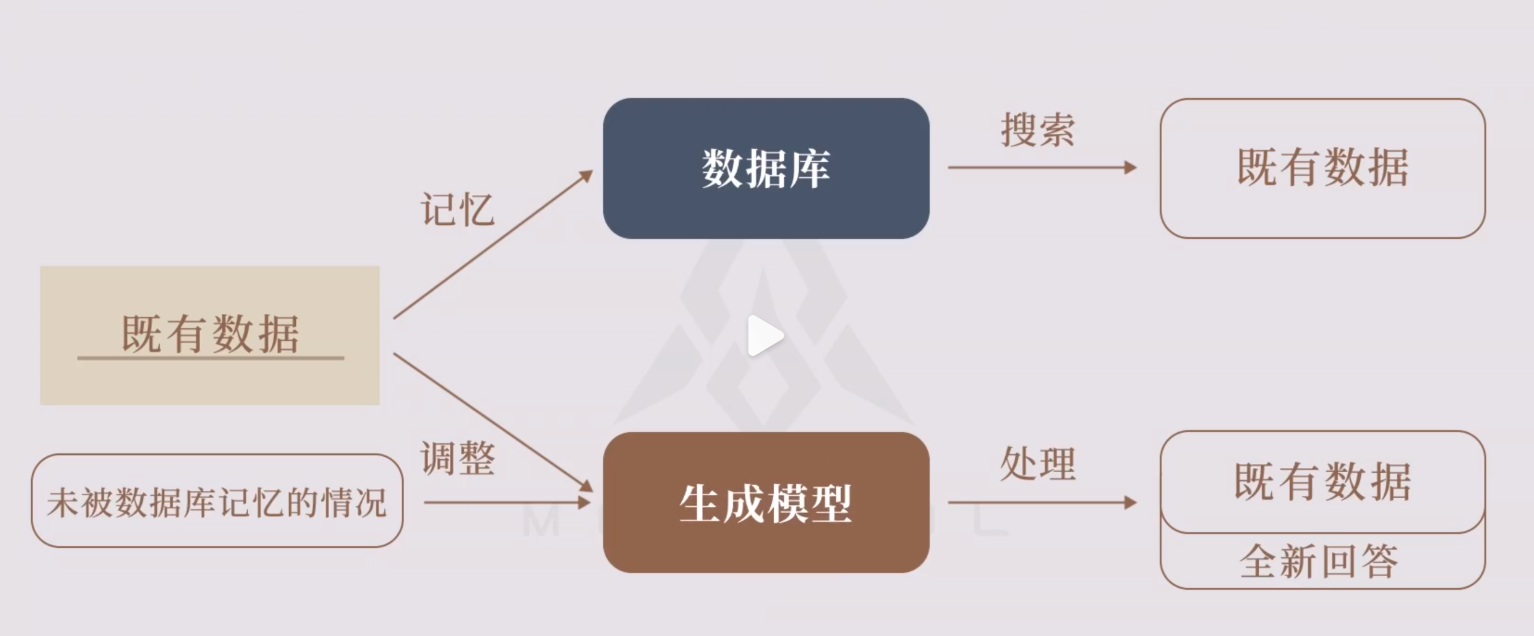 数据库
搜索
既有数据
记忆
既有数据
调整
未被数据库记忆的情况
生成模型
处理
既有数据
全新回答